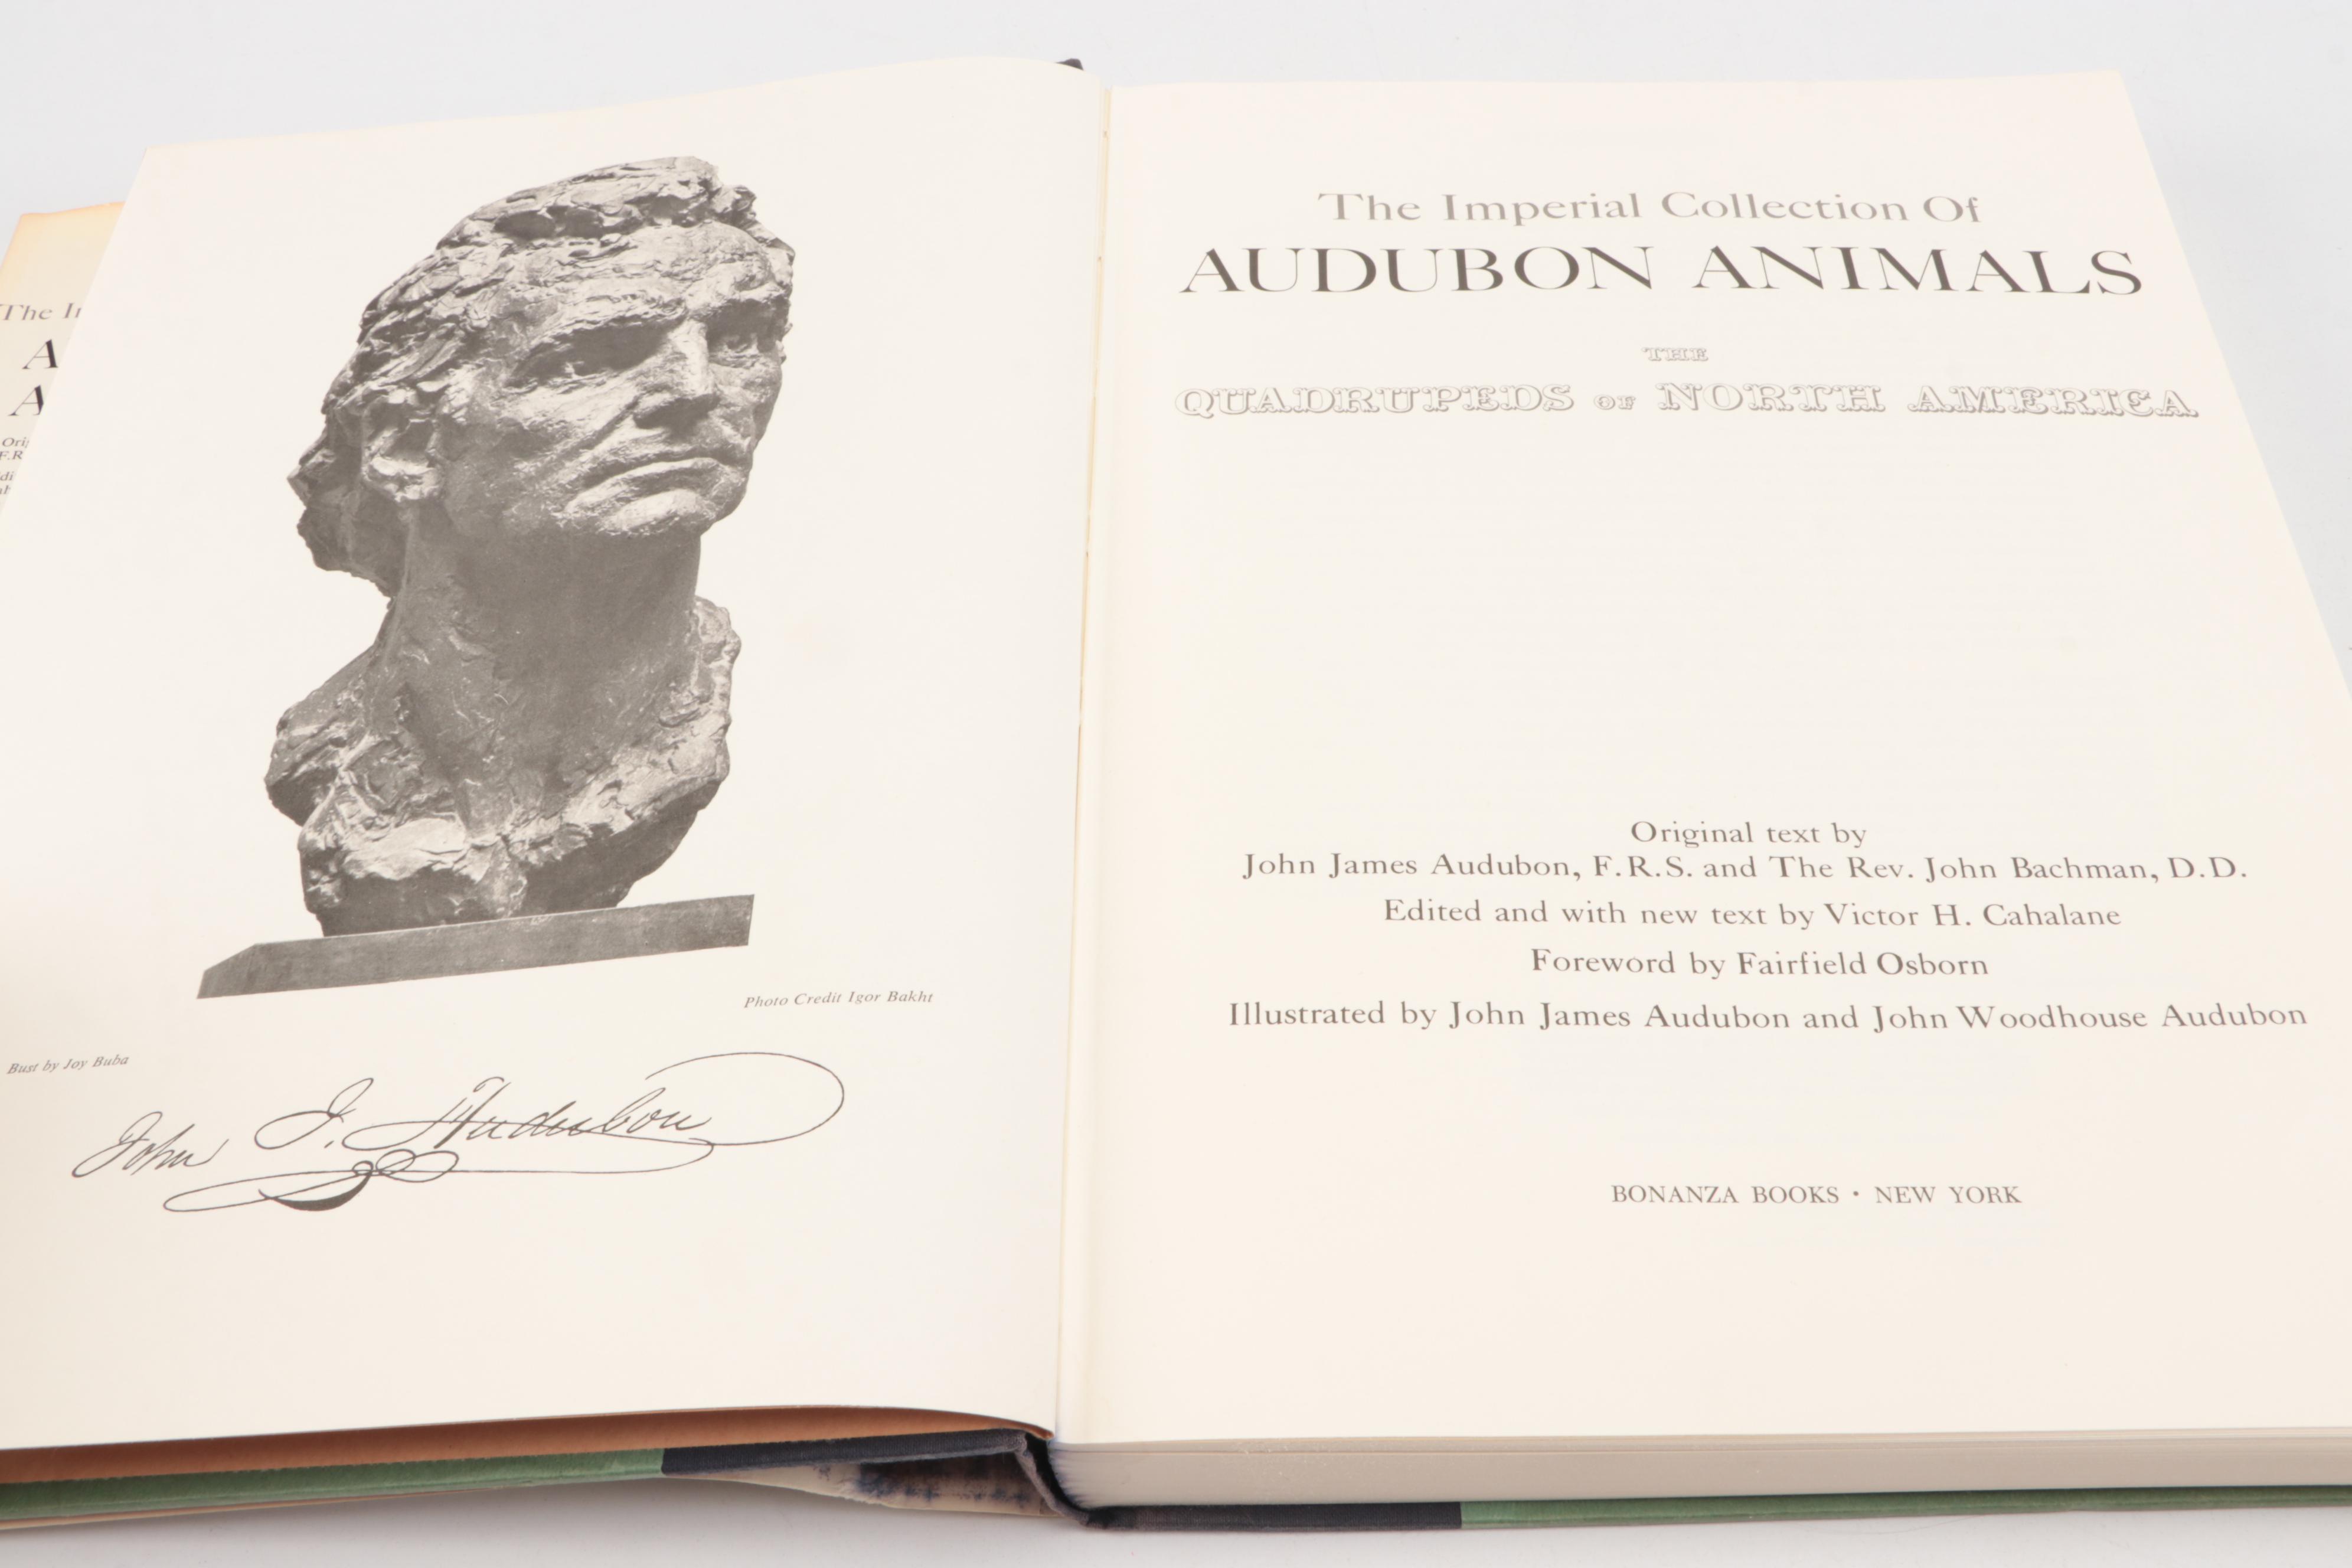 The
A
A
F.R
Photo Credit Igor Bakht
Bust by Joy Buba
John J. Audubon
The Imperial Collection Of
AUDUBON ANIMALS
THE
QUADRUPEDS OF NORTH AMERICA
Original text by
John James Audubon, F.R.S. and The Rev. John Bachman, D.D.
Edited and with new text by Victor H. Cahalane
Foreword by Fairfield Osborn
Illustrated by John James Audubon and John Woodhouse Audubon
BONANZA BOOKS • NEW YORK